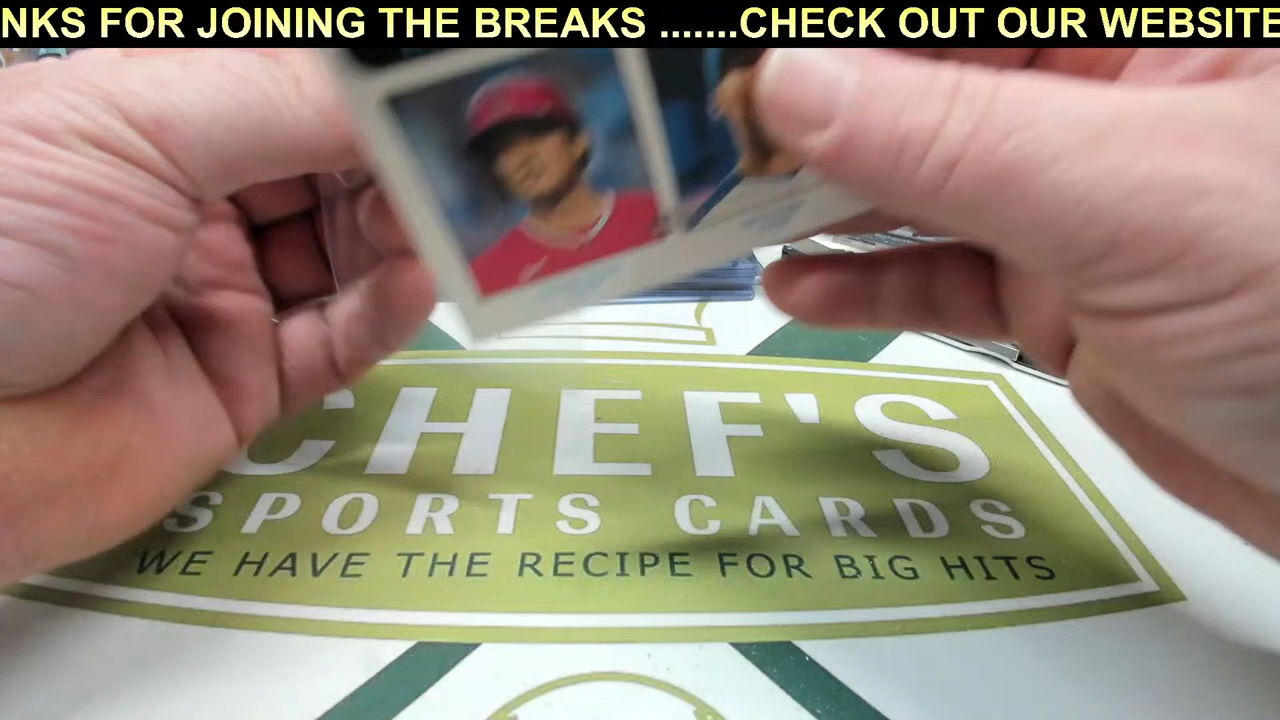 NKS FOR JOINING THE BREAKS .......CHECK OUT OUR WEBSITE
CHEF'S
SPORTS CARDS
WE HAVE THE RECIPE FOR BIG HITS